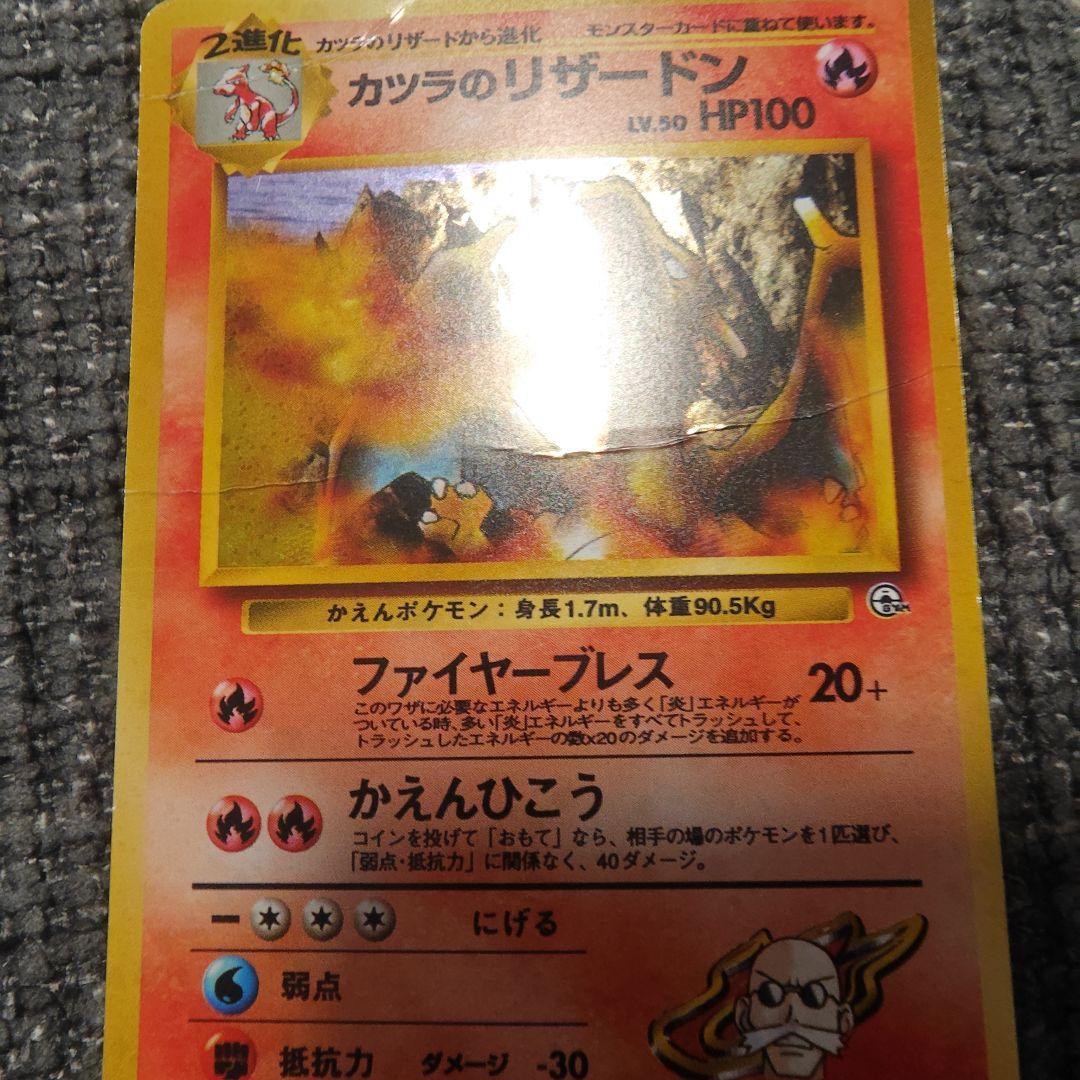 2進化 カツラのリザードから進化 モンスターカードに重ねて使います。
カツラのリザードン
LV.50 HP100
かえんポケモン：身長1.7m、体重90.5Kg
ファイヤーブレス 20+
このワザに必要なエネルギーよりも多く「炎」エネルギーが
ついている時、多い「炎」エネルギーをすべてトラッシュして、
トラッシュしたエネルギーの数x20のダメージを追加する。
かえんひこう
コインを投げて「おもて」なら、相手の場のポケモンを1匹選び、
「弱点・抵抗力」に関係なく、40ダメージ。
にげる
弱点
抵抗力 ダメージ -30